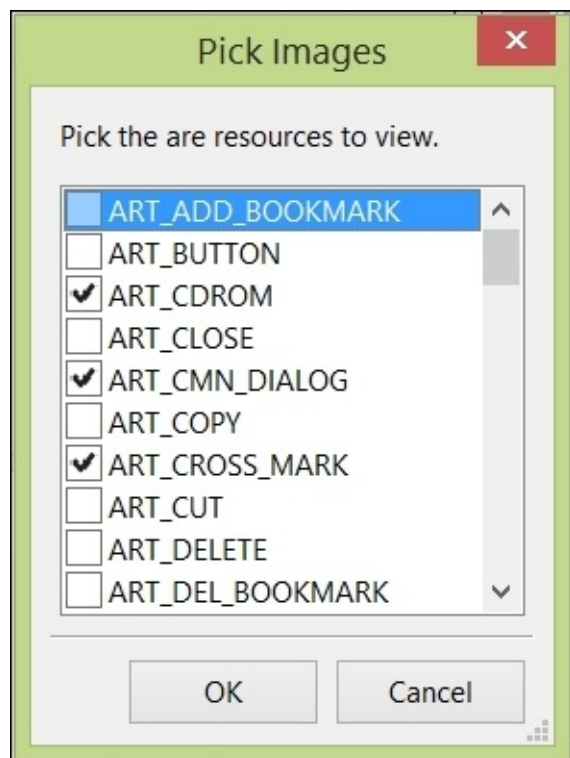 Pick Images
Pick the are resources to view.
ART_ADD_BOOKMARK
ART_BUTTON
ART_CDROM
ART_CLOSE
ART_CMN_DIALOG
ART_COPY
ART_CROSS_MARK
ART_CUT
ART_DELETE
ART_DEL_BOOKMARK
OK Cancel